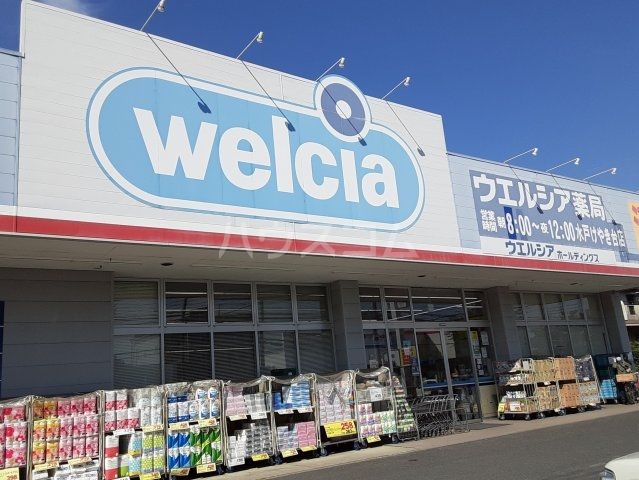 welcia
ウエルシア薬局
営業時間 朝8:00~夜12:00 水戸けやき台店
ウエルシア ホールディングス
ハウスコム
258
298